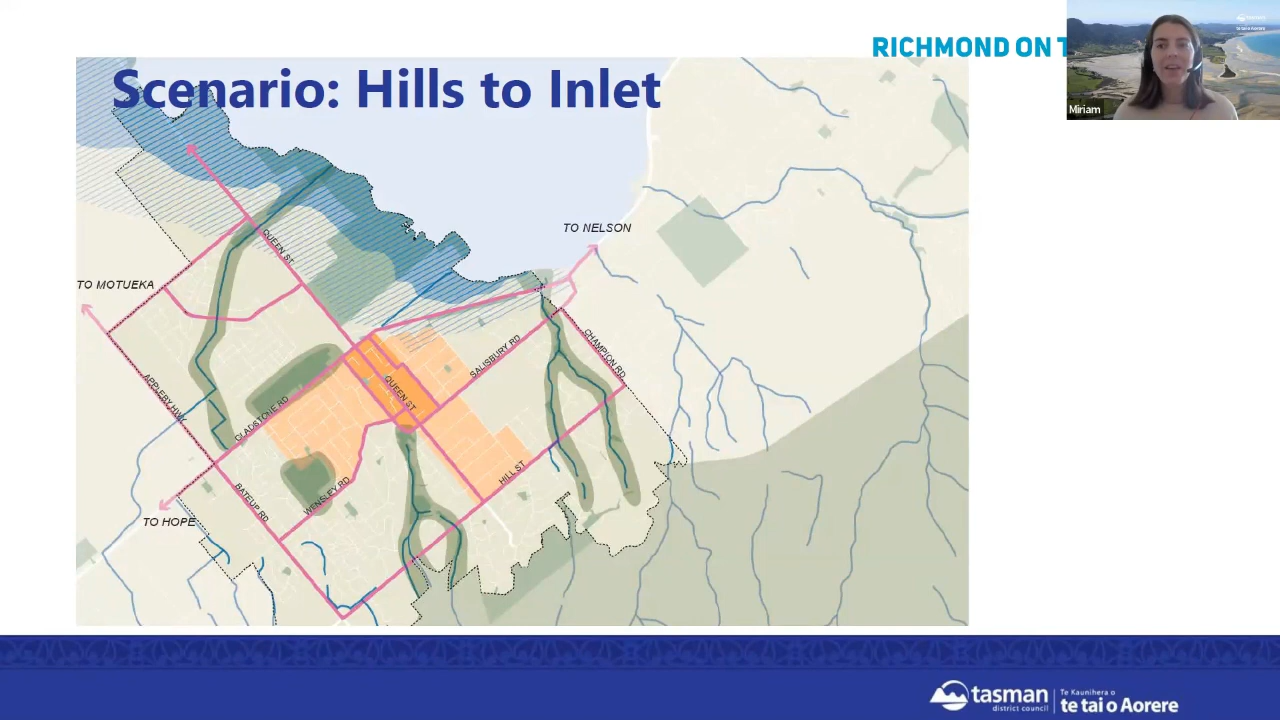 RICHMOND ON T
Miriam
Scenario: Hills to Inlet
TO NELSON
QUEEN ST
TO MOTUEKA
SALISBURY RD
CHAMPION RD
QUEEN ST
APPLEBY HWY
GLADSTONE RD
HILL ST
WENSLEY RD
BATEUP RD
TO HOPE
tasman
district council
Te Kaunihera o
te tai o Aorere